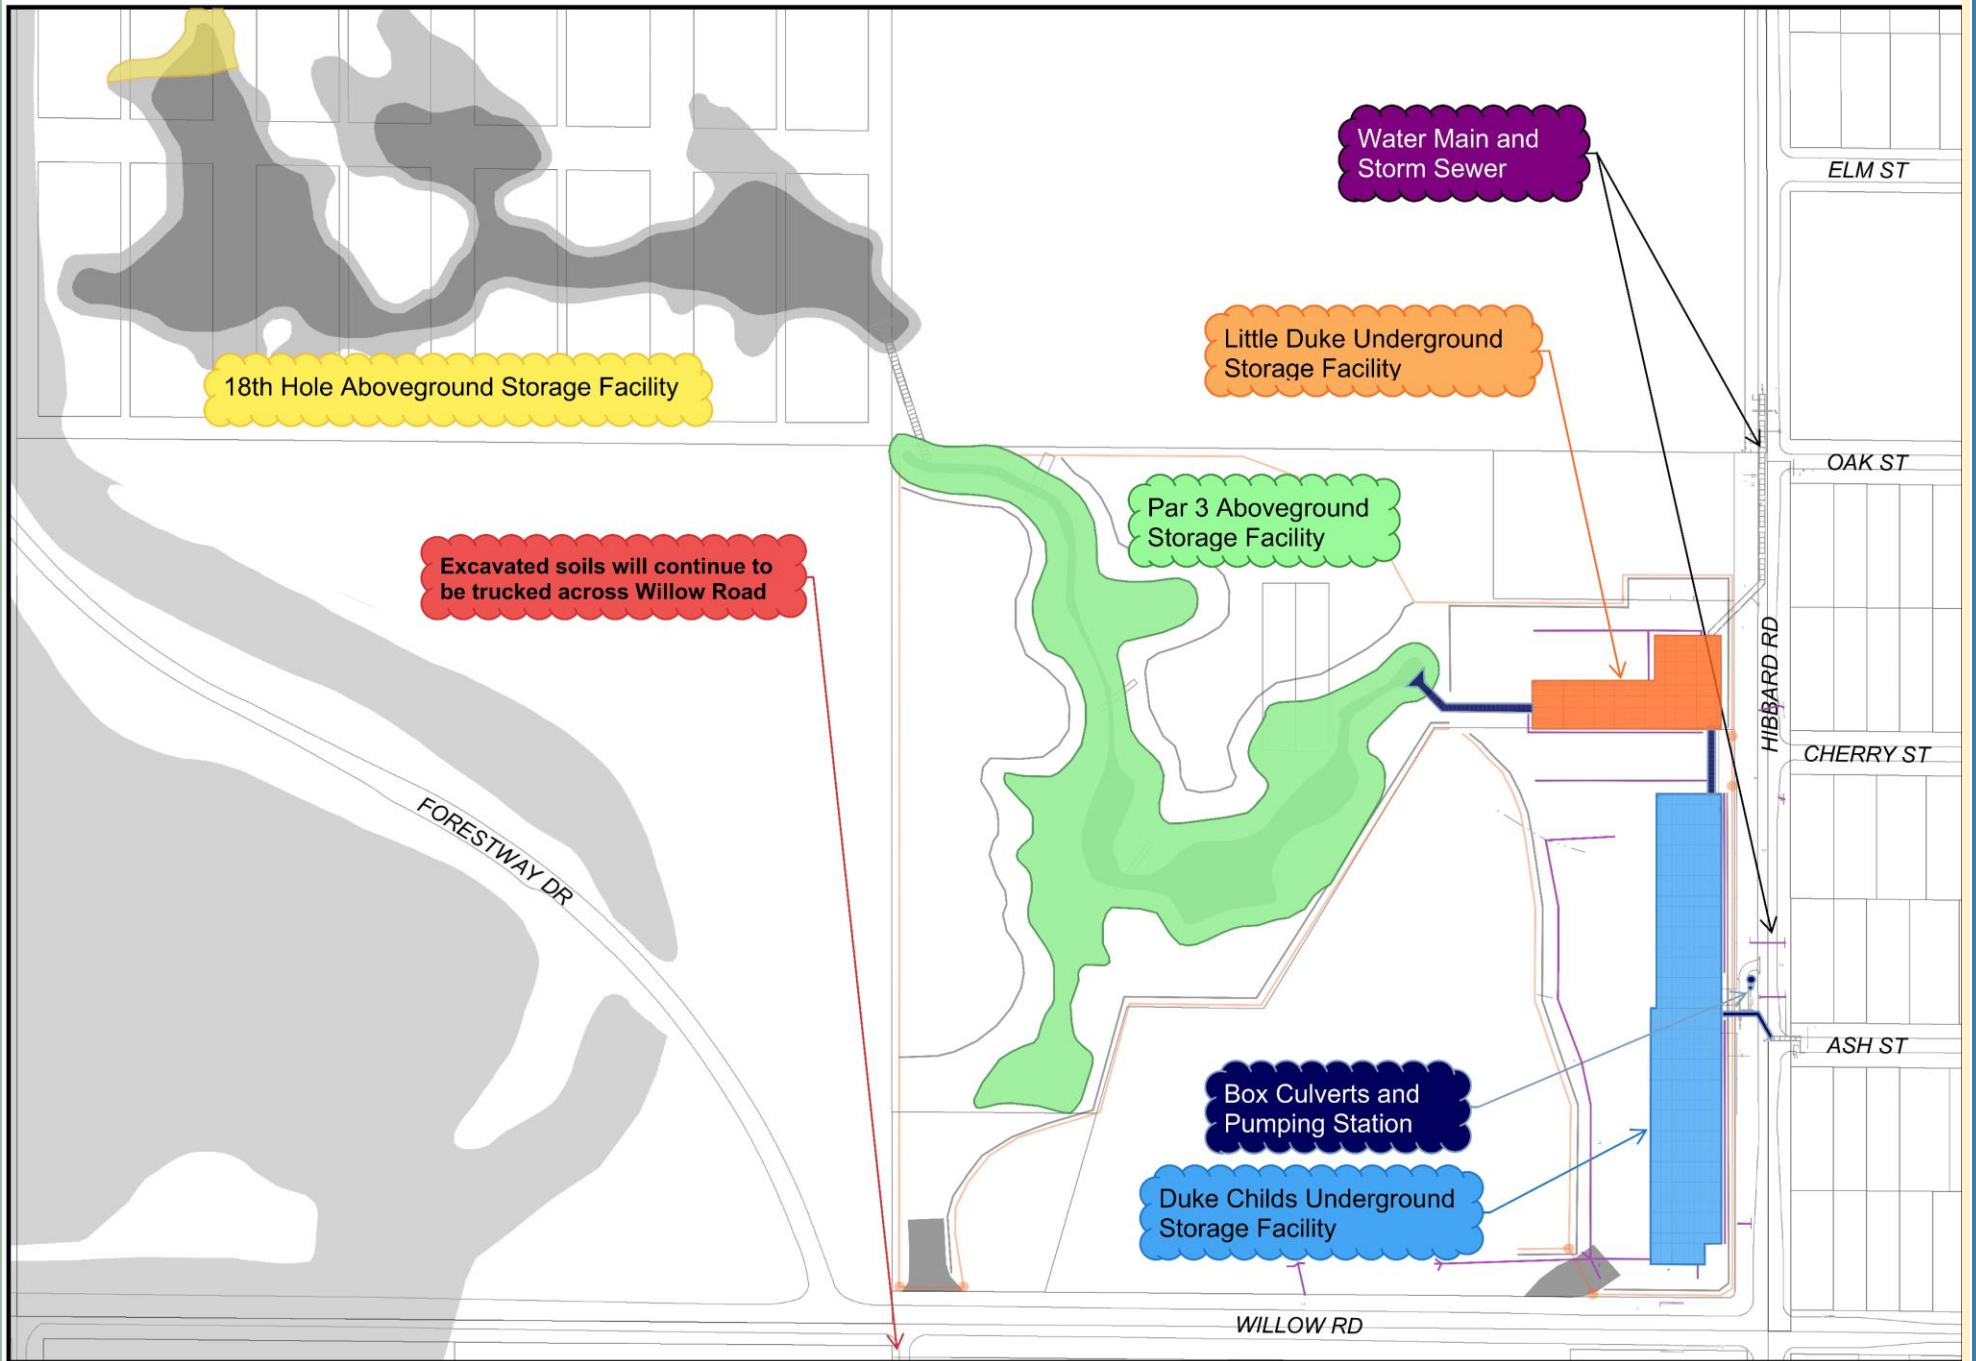 Water Main and
Storm Sewer
ELM ST
Little Duke Underground
Storage Facility
18th Hole Aboveground Storage Facility
OAK ST
Par 3 Aboveground
Storage Facility
Excavated soils will continue to
be trucked across Willow Road
HIBBARD RD
CHERRY ST
FORESTWAY DR
ASH ST
Box Culverts and
Pumping Station
Duke Childs Underground
Storage Facility
WILLOW RD